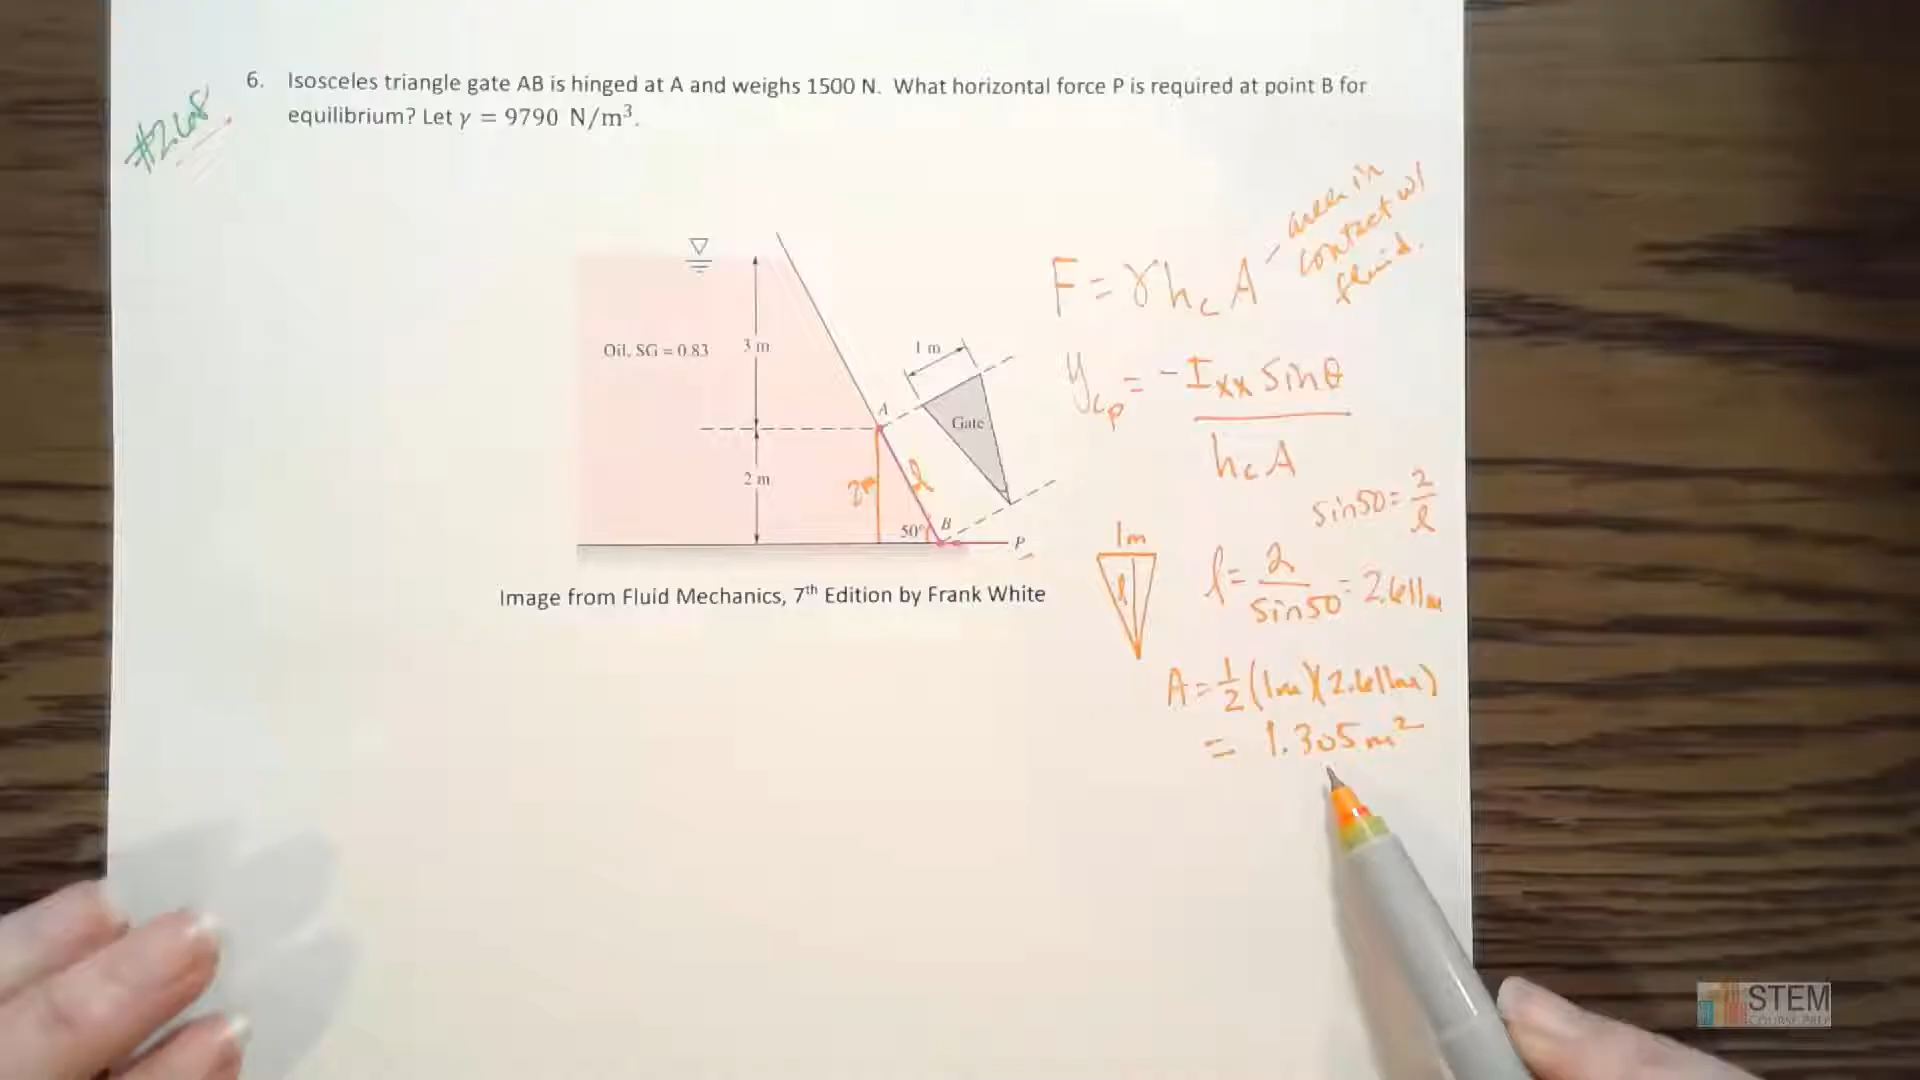 #2.68
6. Isosceles triangle gate AB is hinged at A and weighs 1500 N. What horizontal force P is required at point B for
equilibrium? Let γ = 9790 N/m³.
Oil, SG = 0.83
3 m
2 m
A
1 m
Gate
2m
l
50°
B
P
Image from Fluid Mechanics, 7th Edition by Frank White
F = γ h_c A - area in
contact w/
fluid.
y_cp = -I_xx sin θ
h_c A
sin50 = 2/l
1m
l
l = 2/sin50 = 2.611m
A = 1/2 (1m)(2.611m)
= 1.305 m²
STEM
COURSE PREP